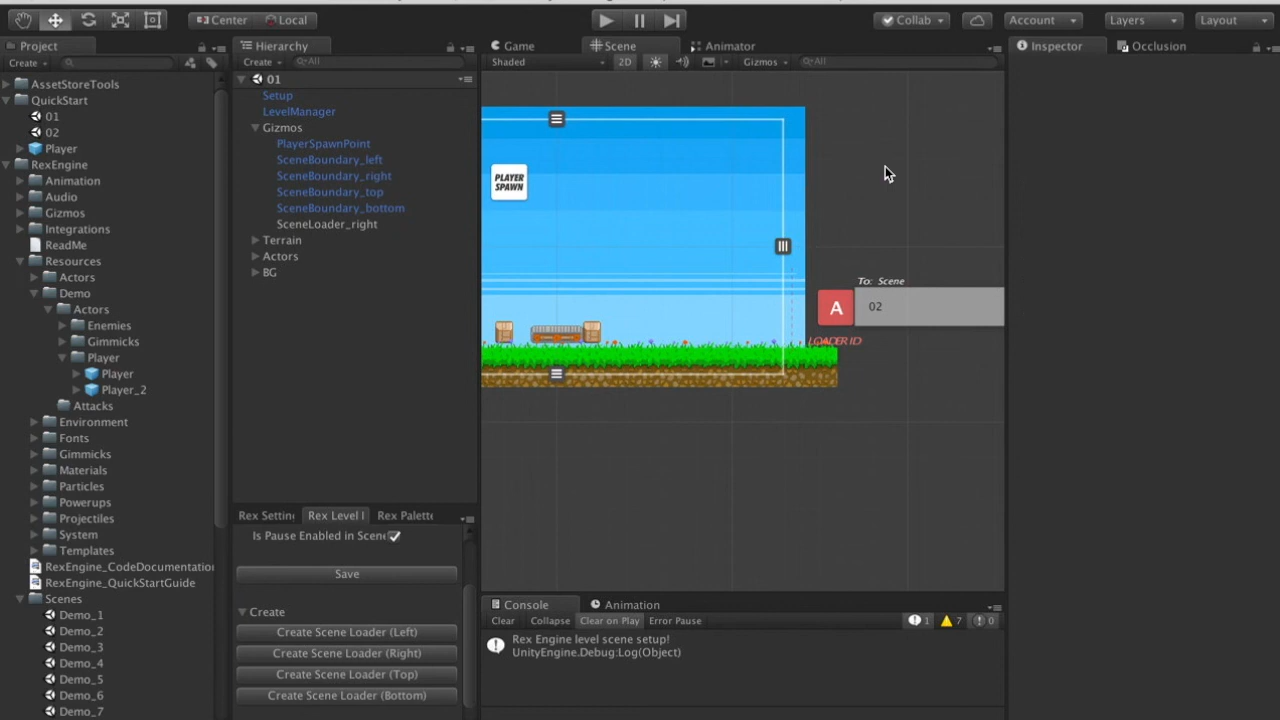 Center Local Collab Account Layers Layout
Project
Create
AssetStoreTools
QuickStart
01
02
Player
RexEngine
Animation
Audio
Gizmos
Integrations
ReadMe
Resources
Actors
Demo
Actors
Enemies
Gimmicks
Player
Player
Player_2
Attacks
Environment
Fonts
Gimmicks
Materials
Particles
Powerups
Projectiles
System
Templates
RexEngine_CodeDocumentation
RexEngine_QuickStartGuide
Scenes
Demo_1
Demo_2
Demo_3
Demo_4
Demo_5
Demo_6
Demo_7
Hierarchy
Create All
01
Setup
LevelManager
Gizmos
PlayerSpawnPoint
SceneBoundary_left
SceneBoundary_right
SceneBoundary_top
SceneBoundary_bottom
SceneLoader_right
Terrain
Actors
BG
Rex Settin Rex Level Rex Palett
Is Pause Enabled in Scene
Save
Create
Create Scene Loader (Left)
Create Scene Loader (Right)
Create Scene Loader (Top)
Create Scene Loader (Bottom)
Game Scene Animator
Shaded 2D Gizmos All
PLAYER
SPAWN
To: Scene
A 02
LOADER ID
Console Animation
Clear Collapse Clear on Play Error Pause 1 7 0
Rex Engine level scene setup!
UnityEngine.Debug:Log(Object)
Inspector Occlusion